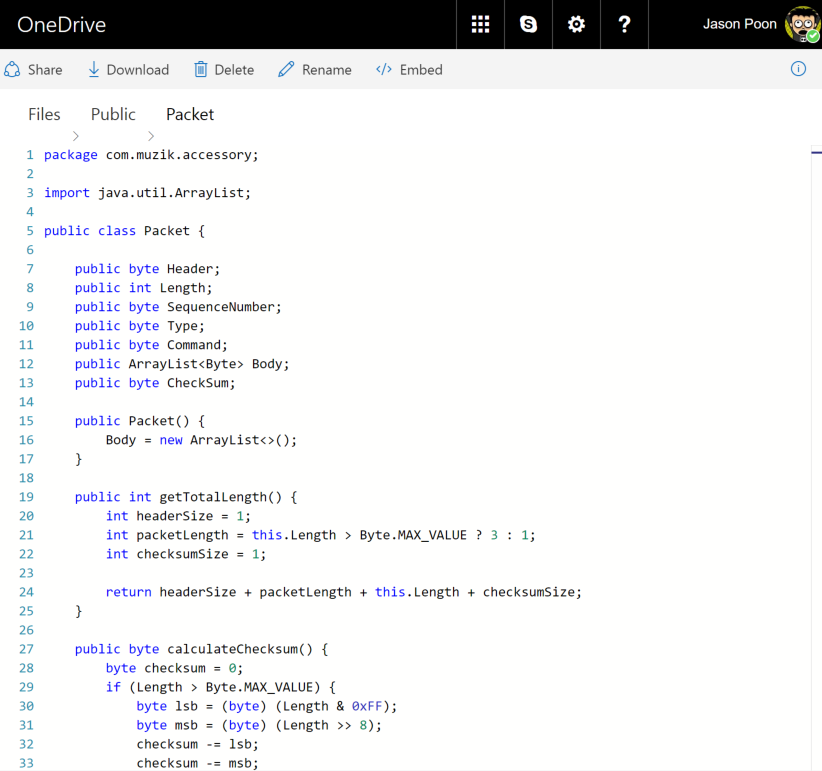 OneDrive
Jason Poon
Share Download Delete Rename Embed
Files Public Packet
1 package com.muzik.accessory;
2
3 import java.util.ArrayList;
4
5 public class Packet {
6
7     public byte Header;
8     public int Length;
9     public byte SequenceNumber;
10     public byte Type;
11     public byte Command;
12     public ArrayList<Byte> Body;
13     public byte CheckSum;
14
15     public Packet() {
16         Body = new ArrayList<>();
17     }
18
19     public int getTotalLength() {
20         int headerSize = 1;
21         int packetLength = this.Length > Byte.MAX_VALUE ? 3 : 1;
22         int checksumSize = 1;
23
24         return headerSize + packetLength + this.Length + checksumSize;
25     }
26
27     public byte calculateChecksum() {
28         byte checksum = 0;
29         if (Length > Byte.MAX_VALUE) {
30             byte lsb = (byte) (Length & 0xFF);
31             byte msb = (byte) (Length >> 8);
32             checksum -= lsb;
33             checksum -= msb;